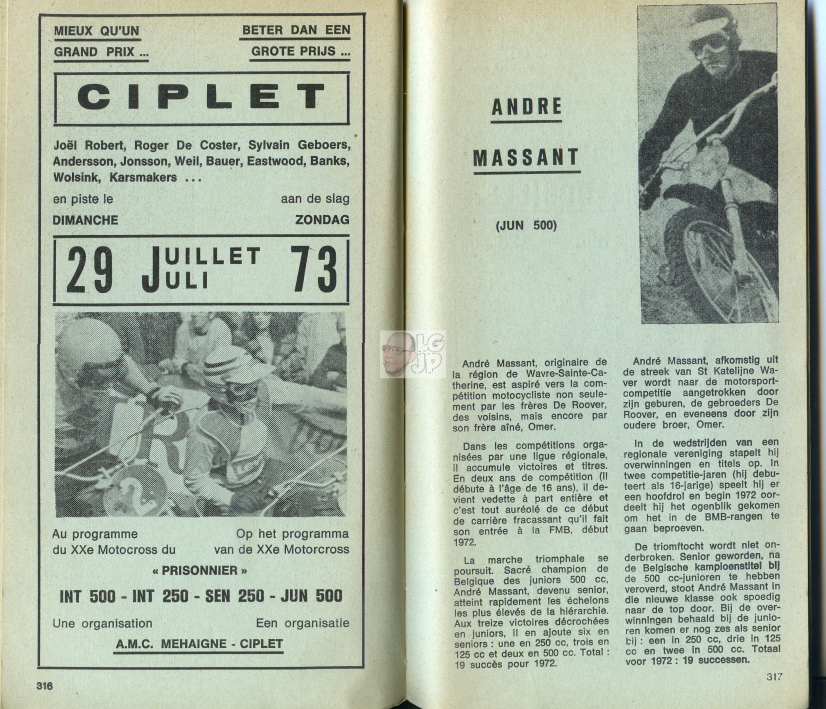 MIEUX QU'UN
GRAND PRIX ...
BETER DAN EEN
GROTE PRIJS ...
CIPLET
Joël Robert, Roger De Coster, Sylvain Geboers,
Andersson, Jonsson, Weil, Bauer, Eastwood, Banks,
Wolsink, Karsmakers ...
en piste le
aan de slag
DIMANCHE
ZONDAG
29 JUILLET JULI 73
R
2
Au programme
Op het programma
du XXe Motocross du
van de XXe Motorcross
« PRISONNIER »
INT 500 - INT 250 - SEN 250 - JUN 500
Une organisation
Een organisatie
A.M.C. MEHAIGNE - CIPLET
316
LG
JP
ANDRE
MASSANT
(JUN 500)
André Massant, originaire de
la région de Wavre-Sainte-Ca-
therine, est aspiré vers la com-
pétition motocycliste non seule-
ment par les frères De Roover,
des voisins, mais encore par
son frère aîné, Omer.
Dans les compétitions orga-
nisées par une ligue régionale,
il accumule victoires et titres.
En deux ans de compétition (il
débute à l'âge de 16 ans), il de-
vient vedette à part entière et
c'est tout auréolé de ce début
de carrière fracassant qu'il fait
son entrée à la FMB, début
1972.
La marche triomphale se
poursuit. Sacré champion de
Belgique des juniors 500 cc,
André Massant, devenu senior,
atteint rapidement les échelons
les plus élevés de la hiérarchie.
Aux treize victoires décrochées
en juniors, il en ajoute six en
seniors : une en 250 cc, trois en
125 cc et deux en 500 cc. Total :
19 succès pour 1972.
André Massant, afkomstig uit
de streek van St Katelijne Wa-
ver wordt naar de motorsport-
competitie aangetrokken door
zijn geburen, de gebroeders De
Roover, en eveneens door zijn
oudere broer, Omer.
In de wedstrijden van een
regionale vereniging stapelt hij
overwinningen en titels op. In
twee competitie-jaren (hij debu-
teert als 16-jarige) speelt hij er
een hoofdrol en begin 1972 oor-
deelt hij het ogenblik gekomen
om het in de BMB-rangen te
gaan beproeven.
De triomftocht wordt niet on-
derbroken. Senior geworden, na
de Belgische kampioenstitel bij
de 500 cc-junioren te hebben
veroverd, stoot André Massant in
die nieuwe klasse ook spoedig
naar de top door. Bij de over-
winningen behaald bij de junio-
ren komen er nog zes als senior
bij : een in 250 cc, drie in 125
cc en twee in 500 cc. Totaal
voor 1972 : 19 successen.
317